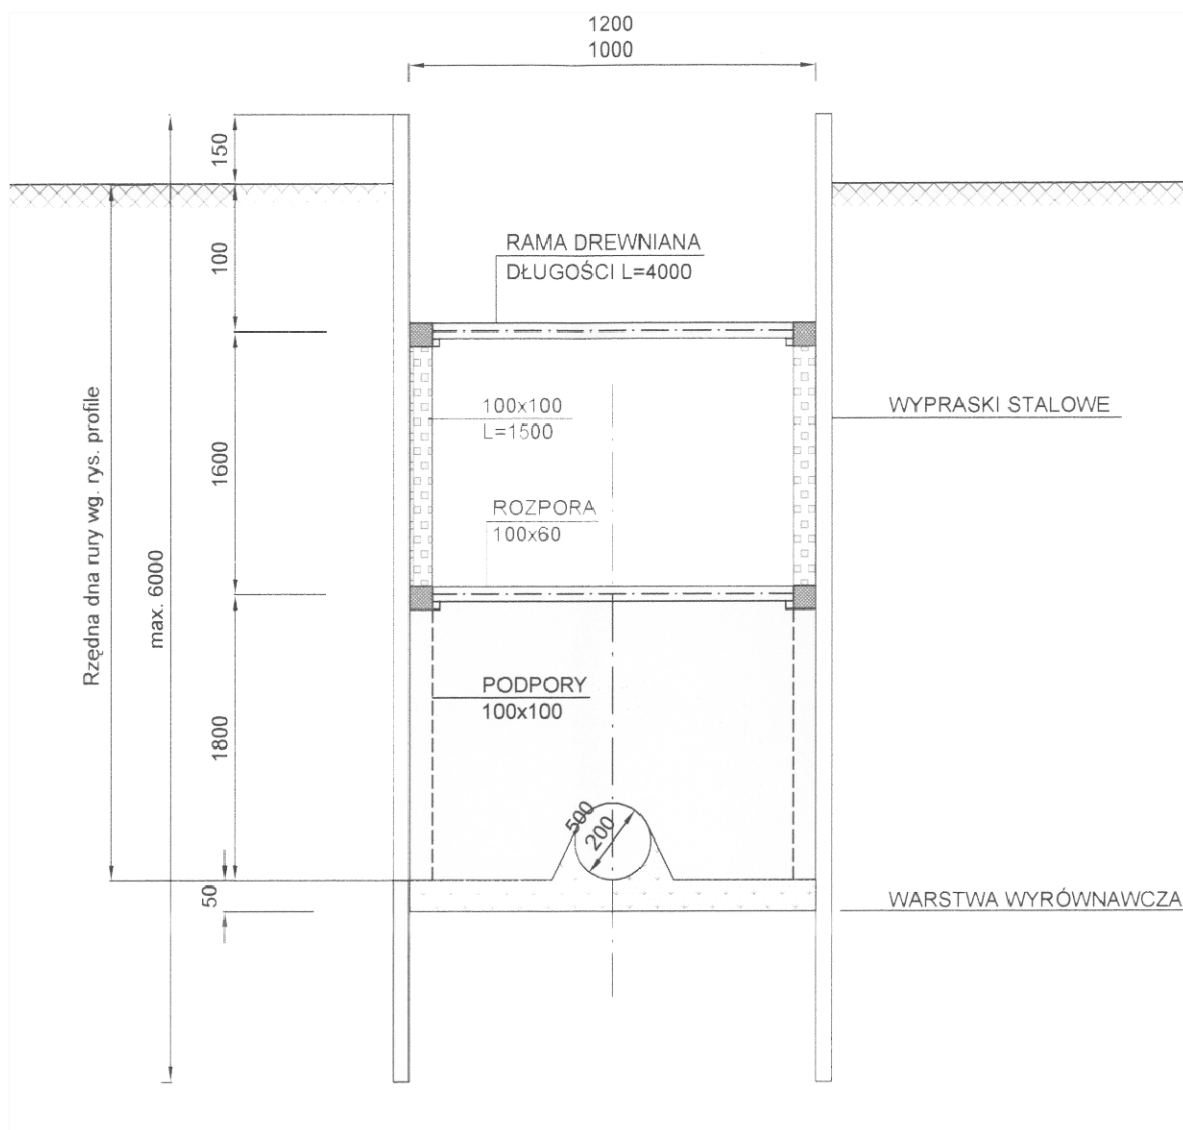 1200
1000
150
100
RAMA DREWNIANA
DŁUGOŚCI L=4000
100x100
L=1500
WYPRASKI STALOWE
1600
Rzędna dna rury wg. rys. profile
max. 6000
ROZPORA
100x60
PODPORY
100x100
1800
500
200
50
WARSTWA WYRÓWNAWCZA